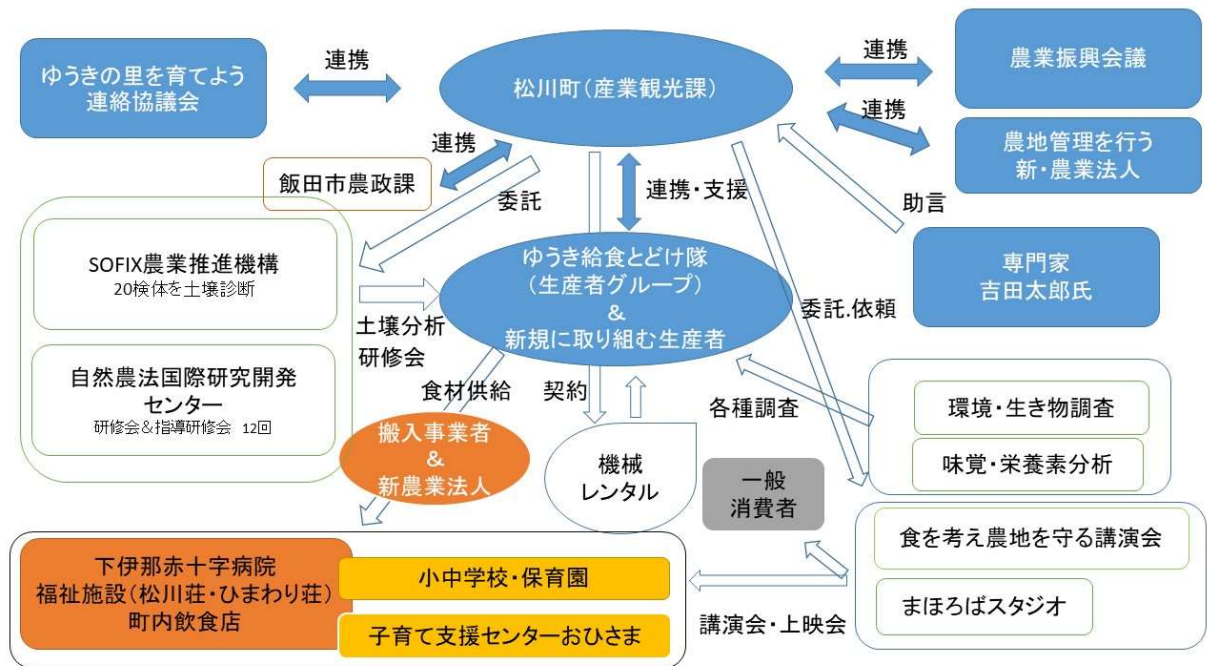 ゆうきの里を育てよう
連絡協議会
連携
松川町(産業観光課)
連携
農業振興会議
連携
農地管理を行う
新・農業法人
連携
飯田市農政課
委託
連携・支援
助言
専門家
吉田太郎氏
SOFIX農業推進機構
20検体を土壌診断
自然農法国際研究開発
センター
研修会&指導研修会 12回
土壌分析
研修会
ゆうき給食とどけ隊
(生産者グループ)
&
新規に取り組む生産者
委託.依頼
食材供給
契約
各種調査
環境・生き物調査
味覚・栄養素分析
搬入事業者
&
新農業法人
機械
レンタル
一般
消費者
食を考え農地を守る講演会
まほろばスタジオ
講演会・上映会
下伊那赤十字病院
福祉施設(松川荘・ひまわり荘)
町内飲食店
小中学校・保育園
子育て支援センターおひさま